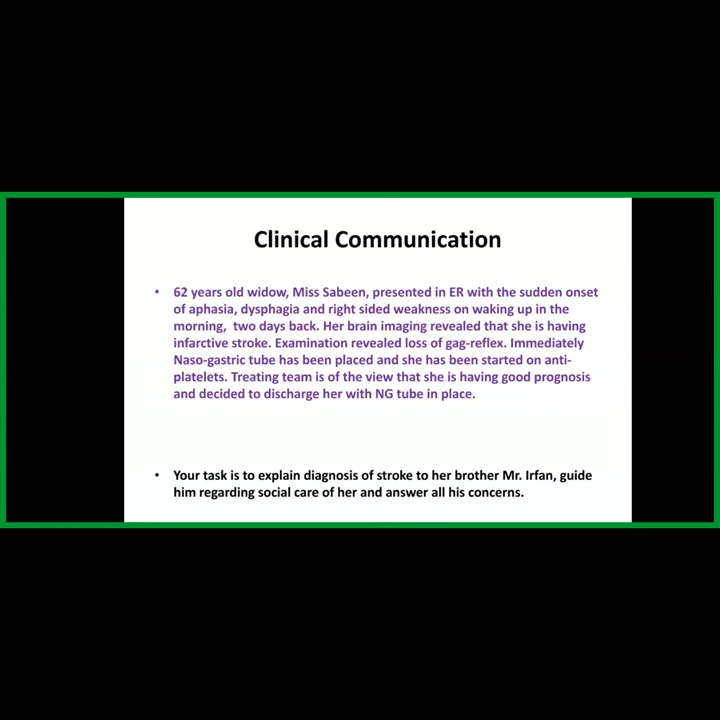 Clinical Communication
• 62 years old widow, Miss Sabeen, presented in ER with the sudden onset
of aphasia, dysphagia and right sided weakness on waking up in the
morning, two days back. Her brain imaging revealed that she is having
infarctive stroke. Examination revealed loss of gag-reflex. Immediately
Naso-gastric tube has been placed and she has been started on anti-
platelets. Treating team is of the view that she is having good prognosis
and decided to discharge her with NG tube in place.
• Your task is to explain diagnosis of stroke to her brother Mr. Irfan, guide
him regarding social care of her and answer all his concerns.